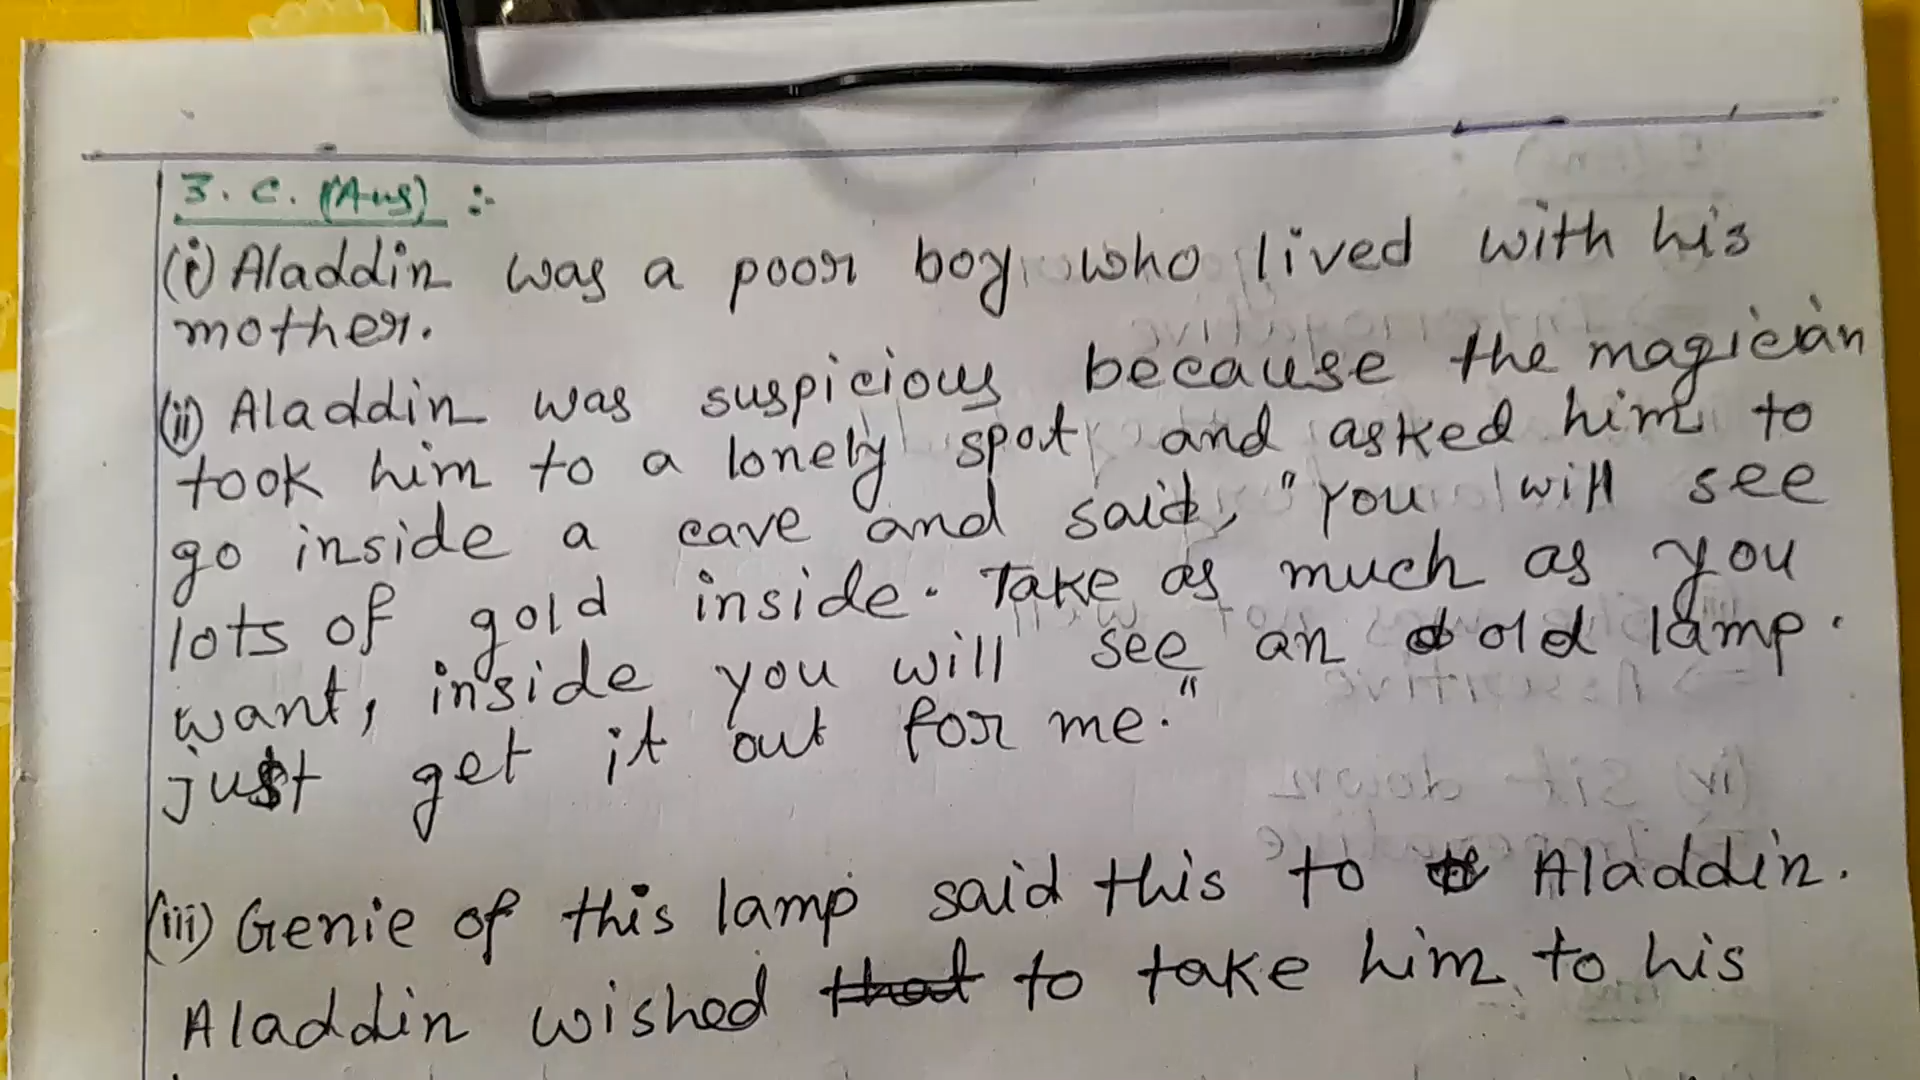 3. C. (Ans) :-
(i) Aladdin was a poor boy who lived with his
mother.
(ii) Aladdin was suspicious because the magician
took him to a lonely spot and asked him to
go inside a cave and said, "You will see
lots of gold inside. Take as much as you
want, inside you will see an old lamp.
just get it out for me."
(iii) Genie of this lamp said this to Aladdin.
Aladdin wished to take him to his